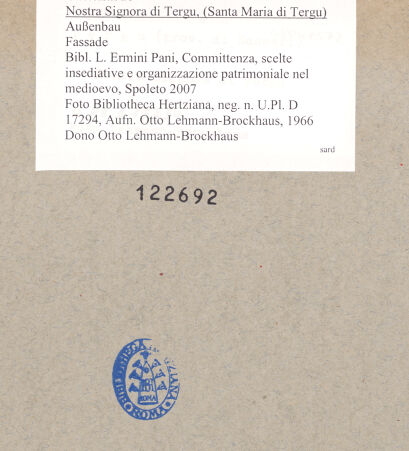 Nostra Signora di Tergu, (Santa Maria di Tergu)
Außenbau
Fassade
Bibl. L. Ermini Pani, Committenza, scelte
insediative e organizzazione patrimoniale nel
medioevo, Spoleto 2007
Foto Bibliotheca Hertziana, neg. n. U.Pl. D
17294, Aufn. Otto Lehmann-Brockhaus, 1966
Dono Otto Lehmann-Brockhaus
sard
122692
ROMA
ROMA